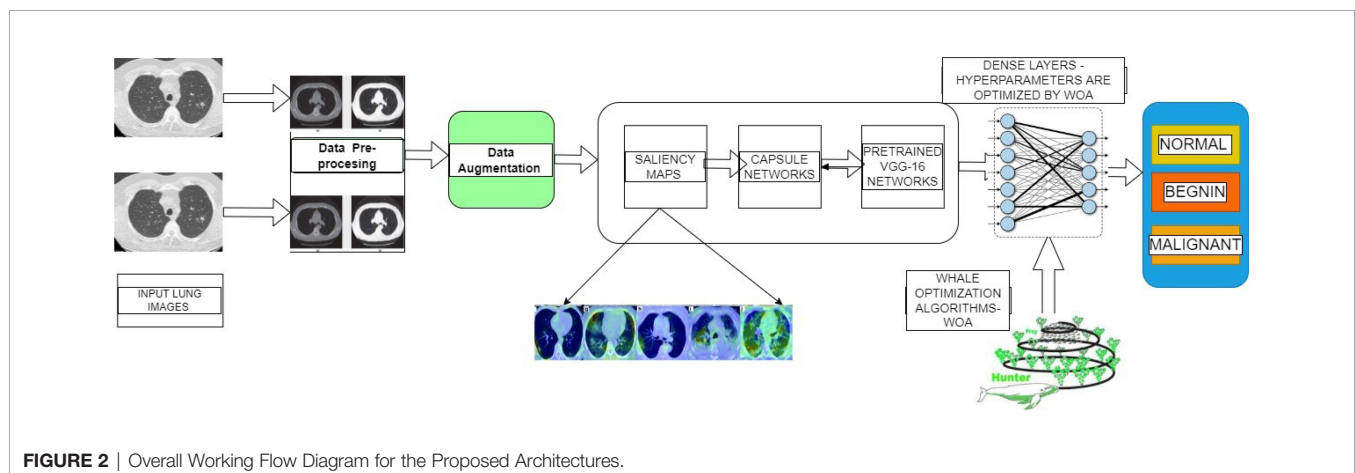 INPUT LUNG
IMAGES
Data Pre-
procesing
Data
Augmentation
SALIENCY
MAPS
CAPSULE
NETWORKS
PRETRAINED
VGG-16
NETWORKS
DENSE LAYERS -
HYPERPARAMETERS ARE
OPTIMIZED BY WOA
WHALE
OPTIMIZATION
ALGORITHMS-
WOA
Hunter
NORMAL
BEGNIN
MALIGNANT
FIGURE 2 | Overall Working Flow Diagram for the Proposed Architectures.